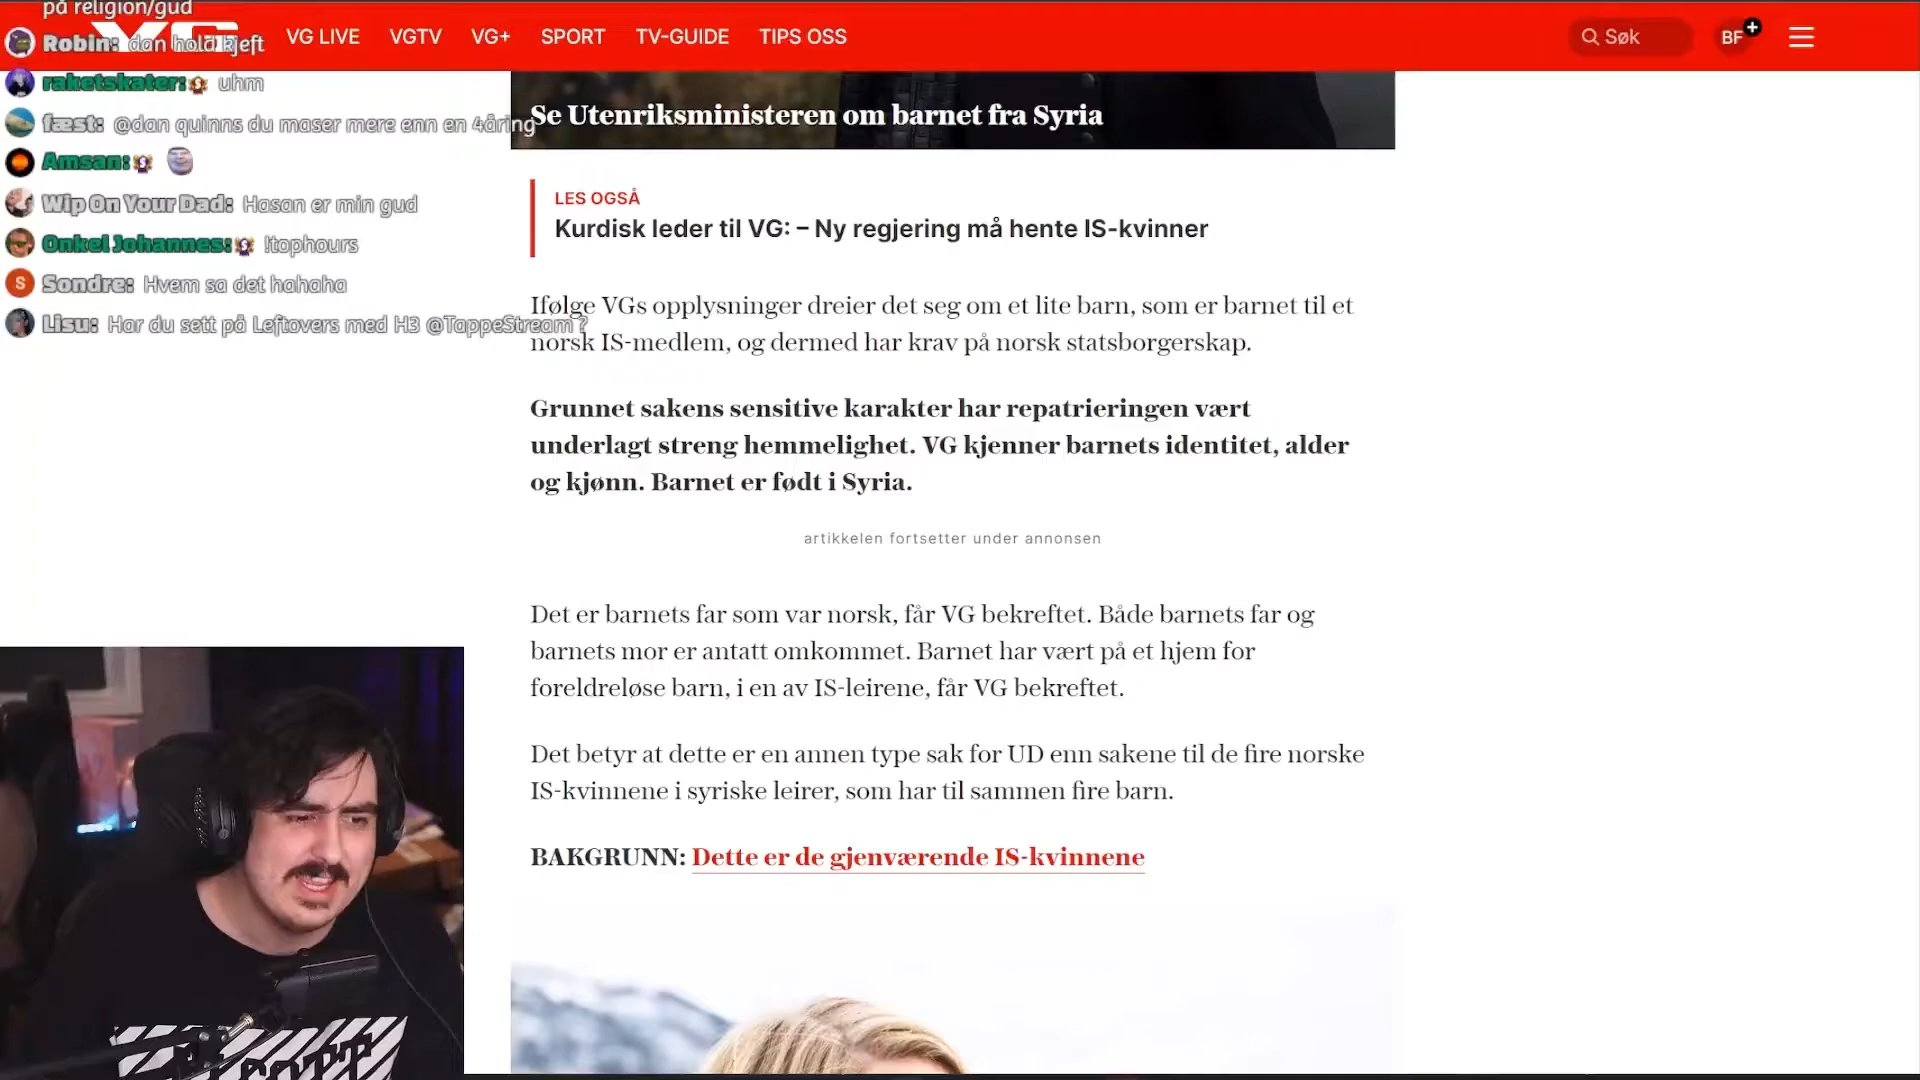 på religion/gud
Robin: dan hold kjeft
raketskater: uhm
fæst: @dan quinns du maser mere enn en 4åring
Amsan:
Wip On Your Dad: Hasan er min gud
Onkel Johannes: !tophours
S Sondre: Hvem sa det hahaha
Lisu: Har du sett på Leftovers med H3 @TappeStream ?
VG
VG LIVE VGTV VG+ SPORT TV-GUIDE TIPS OSS
Søk
BF
Se Utenriksministeren om barnet fra Syria
LES OGSÅ
Kurdisk leder til VG: – Ny regjering må hente IS-kvinner
Ifølge VGs opplysninger dreier det seg om et lite barn, som er barnet til et
norsk IS-medlem, og dermed har krav på norsk statsborgerskap.
Grunnet sakens sensitive karakter har repatrieringen vært
underlagt streng hemmelighet. VG kjenner barnets identitet, alder
og kjønn. Barnet er født i Syria.
artikkelen fortsetter under annonsen
Det er barnets far som var norsk, får VG bekreftet. Både barnets far og
barnets mor er antatt omkommet. Barnet har vært på et hjem for
foreldreløse barn, i en av IS-leirene, får VG bekreftet.
Det betyr at dette er en annen type sak for UD enn sakene til de fire norske
IS-kvinnene i syriske leirer, som har til sammen fire barn.
BAKGRUNN: Dette er de gjenværende IS-kvinnene